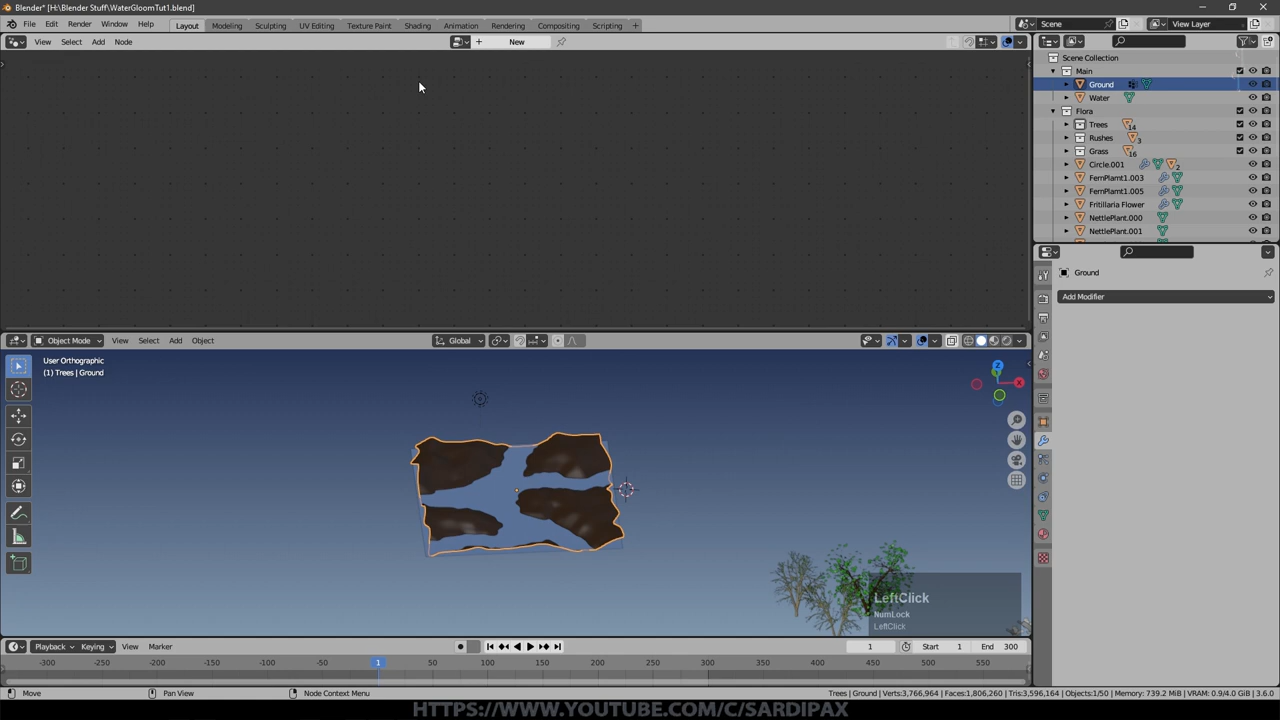 Blender* [H:\Blender Stuff\WaterGloomTut1.blend]
File Edit Render Window Help Layout Modeling Sculpting UV Editing Texture Paint Shading Animation Rendering Compositing Scripting + Scene View Layer
View Select Add Node + New
Scene Collection
Main
Ground
Water
Flora
Trees 14
Rushes 3
Grass 16
Circle.001 2
FernPlamt1.003
FernPlamt1.005
Fritillaria Flower
NettlePlant.000
NettlePlant.001
Ground
Add Modifier
Object Mode View Select Add Object Global
User Orthographic
(1) Trees | Ground
Z
X
LeftClick
NumLock
LeftClick
Playback Keying View Marker 1 Start 1 End 300
-300 -250 -200 -150 -100 -50 1 50 100 150 200 250 300 350 400 450 500 550
Move Pan View Node Context Menu Trees | Ground | Verts:3,766,964 | Faces:1,806,260 | Tris:3,596,164 | Objects:1/50 | Memory: 739.2 MiB | VRAM: 0.9/4.0 GiB | 3.6.0
HTTPS://WWW.YOUTUBE.COM/C/SARDIPAX